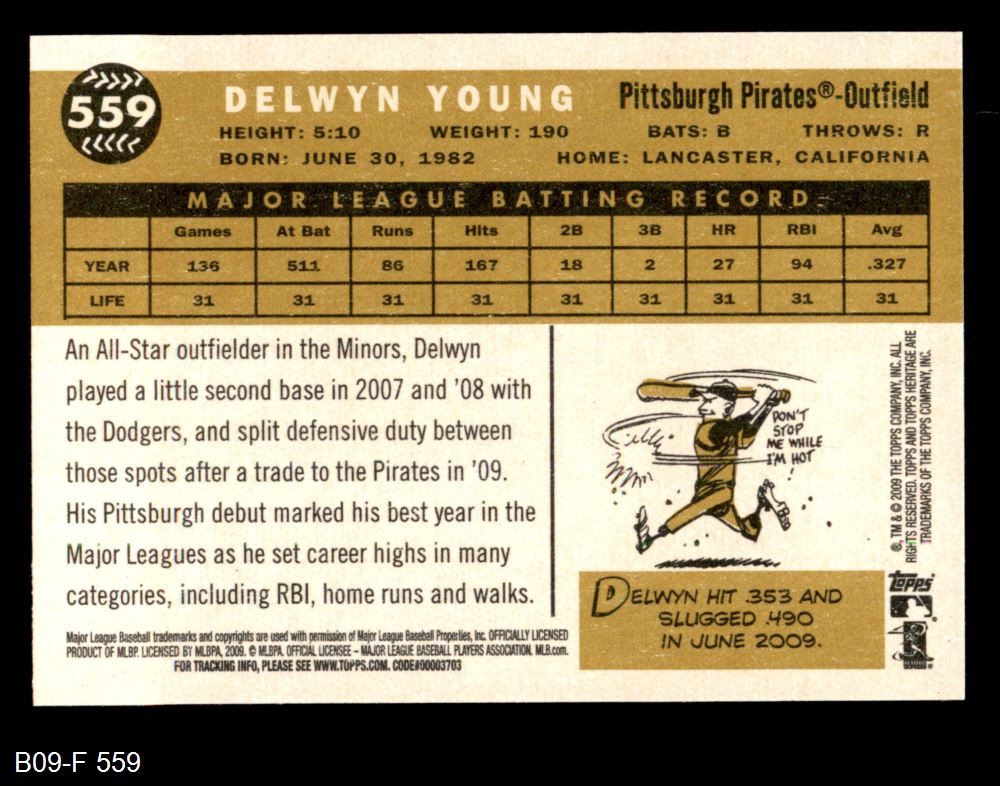 559
DELWYN YOUNG
Pittsburgh Pirates®-Outfield
HEIGHT: 5:10 WEIGHT: 190 BATS: B THROWS: R
BORN: JUNE 30, 1982 HOME: LANCASTER, CALIFORNIA
MAJOR LEAGUE BATTING RECORD
Games At Bat Runs Hits 2B 3B HR RBI Avg
YEAR 136 511 86 167 18 2 27 94 .327
LIFE 31 31 31 31 31 31 31 31 31
An All-Star outfielder in the Minors, Delwyn
played a little second base in 2007 and '08 with
the Dodgers, and split defensive duty between
those spots after a trade to the Pirates in '09.
His Pittsburgh debut marked his best year in the
Major Leagues as he set career highs in many
categories, including RBI, home runs and walks.
Major League Baseball trademarks and copyrights are used with permission of Major League Baseball Properties, Inc. OFFICIALLY LICENSED
PRODUCT OF MLBP. LICENSED BY MLBPA, 2009. © MLBPA. OFFICIAL LICENSEE – MAJOR LEAGUE BASEBALL PLAYERS ASSOCIATION. MLB.com.
FOR TRACKING INFO, PLEASE SEE WWW.TOPPS.COM. CODE#00003703
DON'T
STOP
ME WHILE
I'M HOT
!
DELWYN HIT .353 AND
SLUGGED .490
IN JUNE 2009.
®, TM & © 2009 THE TOPPS COMPANY, INC. ALL
RIGHTS RESERVED. TOPPS AND TOPPS HERITAGE ARE
TRADEMARKS OF THE TOPPS COMPANY, INC.
topps
B09-F 559